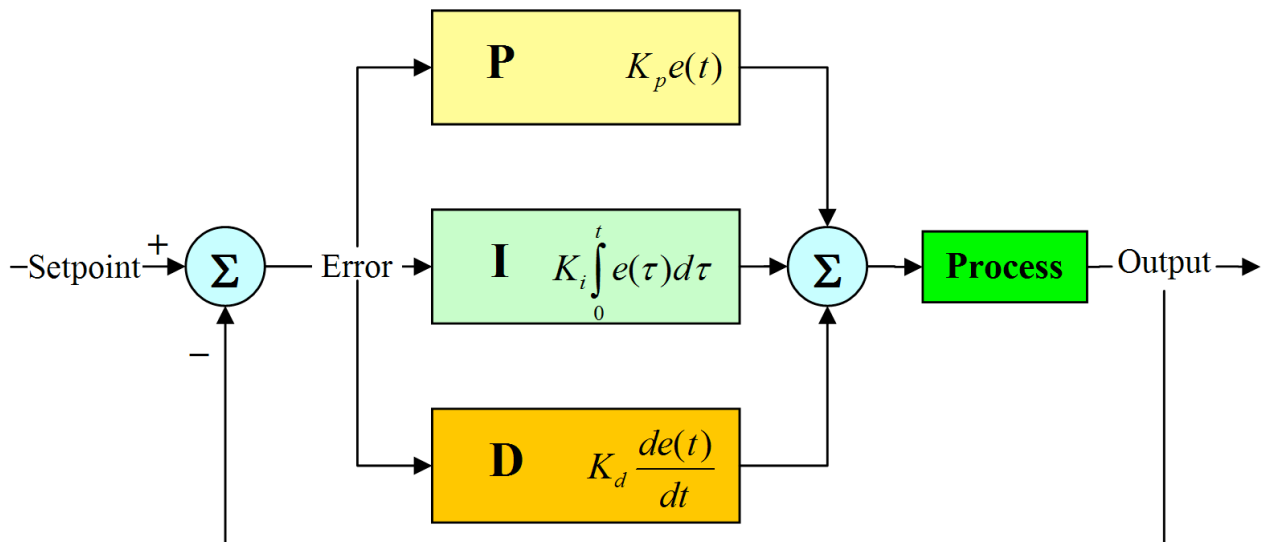 P K_p e(t)
Setpoint
+
Σ
Error
I K_i ∫_0^t e(τ)dτ
Σ
Process
Output
−
D K_d de(t)/dt